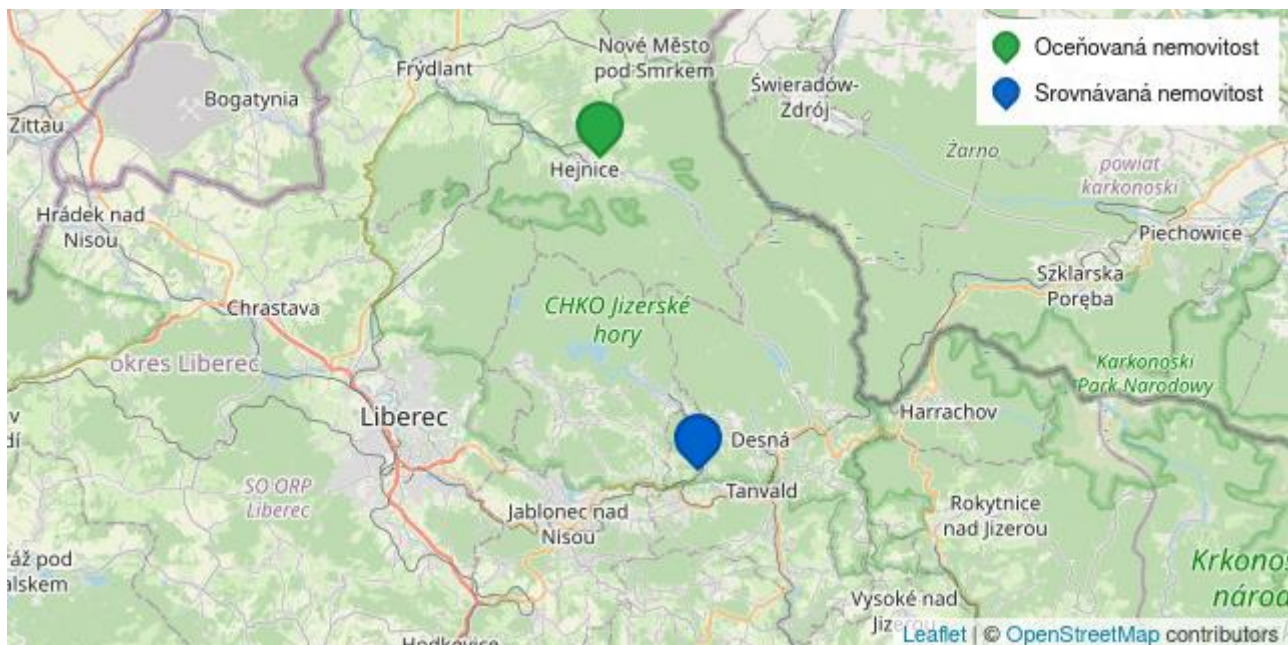 Oceňovaná nemovitost
Srovnávaná nemovitost
Nové Město
pod Smrkem
Frýdlant
Bogatynia
Zittau
Świeradów-
Zdrój
Żarno
powiat
karkonoski
Hejnice
Hrádek nad
Nisou
Piechowice
Szklarska
Poręba
Chrastava
CHKO Jizerské
hory
okres Liberec
Karkonoski
Park Narodowy
Liberec
Harrachov
Desná
Tanvald
SO ORP
Liberec
Jablonec nad
Nisou
Rokytnice
nad Jizerou
Vysoké nad
Jizerou
Leaflet | © OpenStreetMap contributors